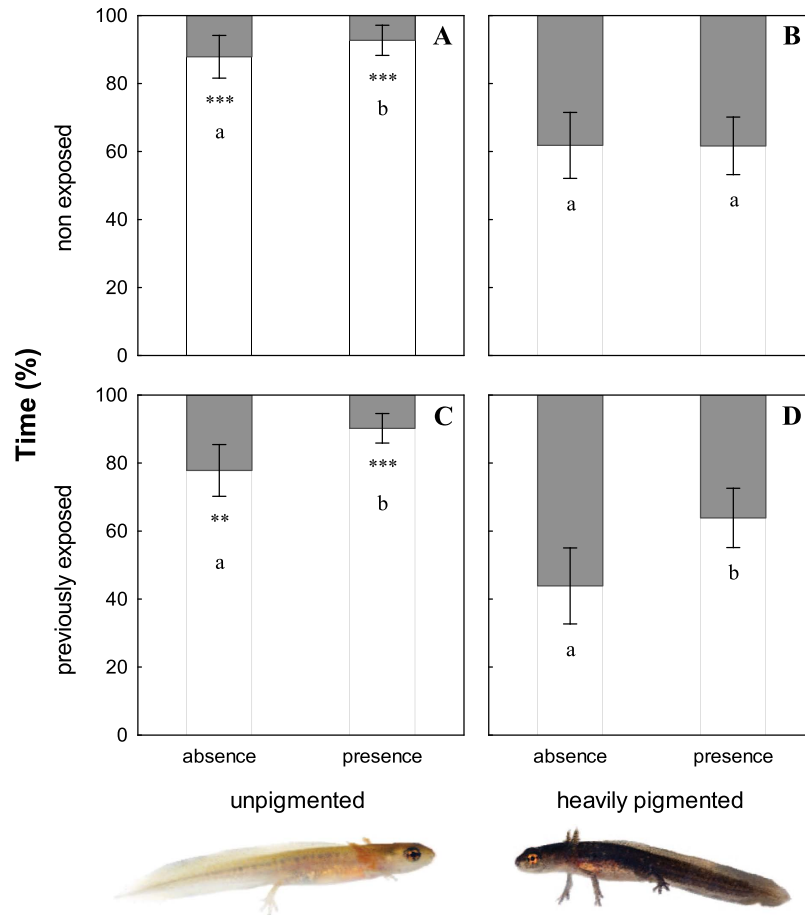 100
80
60
40
20
0
non exposed
A
***
a
***
b
B
a
a
Time (%)
100
80
60
40
20
0
previously exposed
C
**
a
***
b
D
a
b
absence presence absence presence
unpigmented heavily pigmented